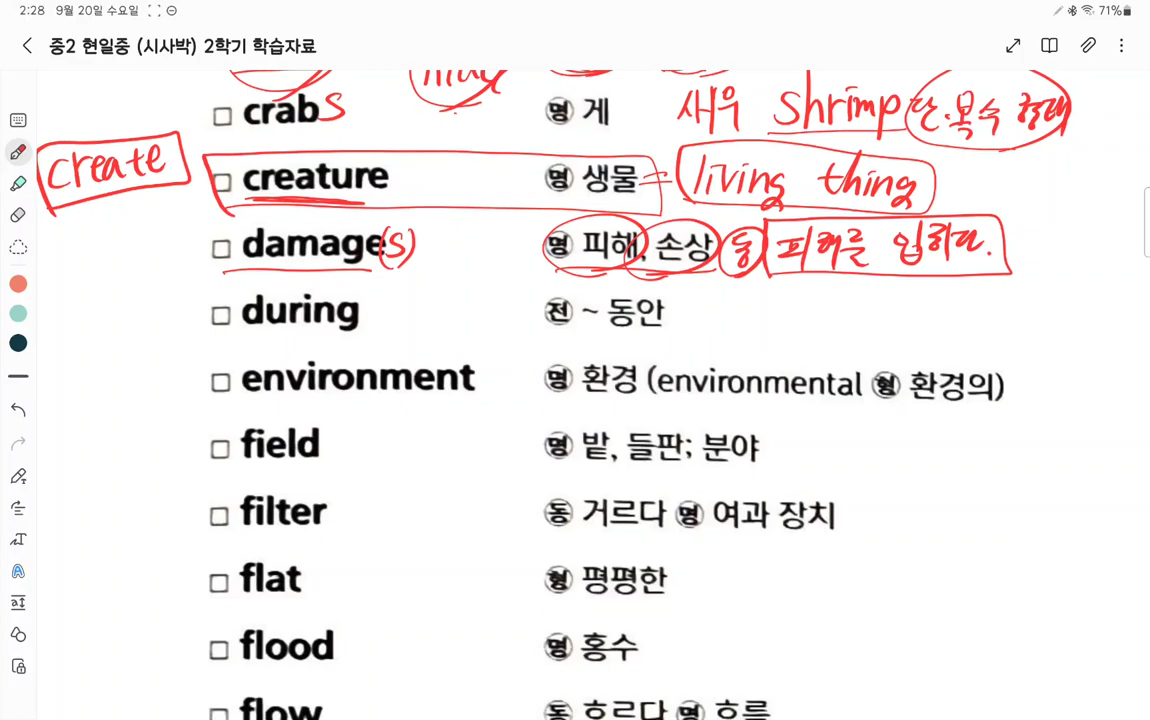 2:28 9월 20일 수요일 71%
중2 현일중 (시사박) 2학기 학습자료
crabs 명 게 새우 shrimp 단·복수 형태
create creature 명 생물 = living thing
damage(s) 명 피해, 손상 동 피해를 입히다.
during 전 ~ 동안
environment 명 환경 (environmental 형 환경의)
field 명 밭, 들판; 분야
filter 동 거르다 명 여과 장치
flat 형 평평한
flood 명 홍수
flow 동 흐르다 명 흐름